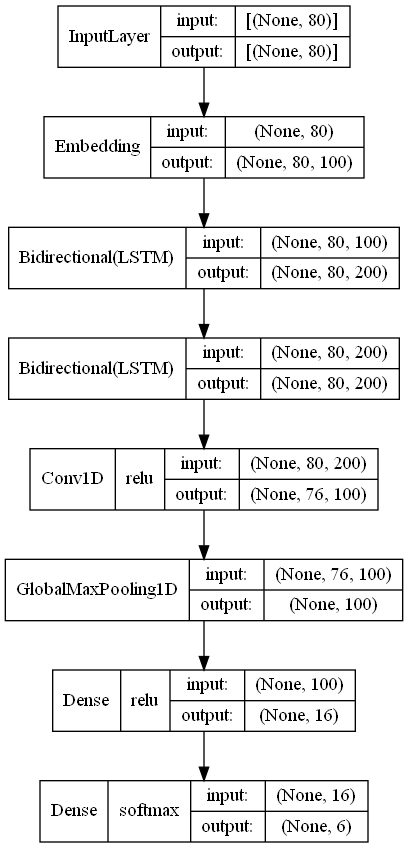 InputLayer input: [(None, 80)]
output: [(None, 80)]
Embedding input: (None, 80)
output: (None, 80, 100)
Bidirectional(LSTM) input: (None, 80, 100)
output: (None, 80, 200)
Bidirectional(LSTM) input: (None, 80, 200)
output: (None, 80, 200)
Conv1D relu input: (None, 80, 200)
output: (None, 76, 100)
GlobalMaxPooling1D input: (None, 76, 100)
output: (None, 100)
Dense relu input: (None, 100)
output: (None, 16)
Dense softmax input: (None, 16)
output: (None, 6)